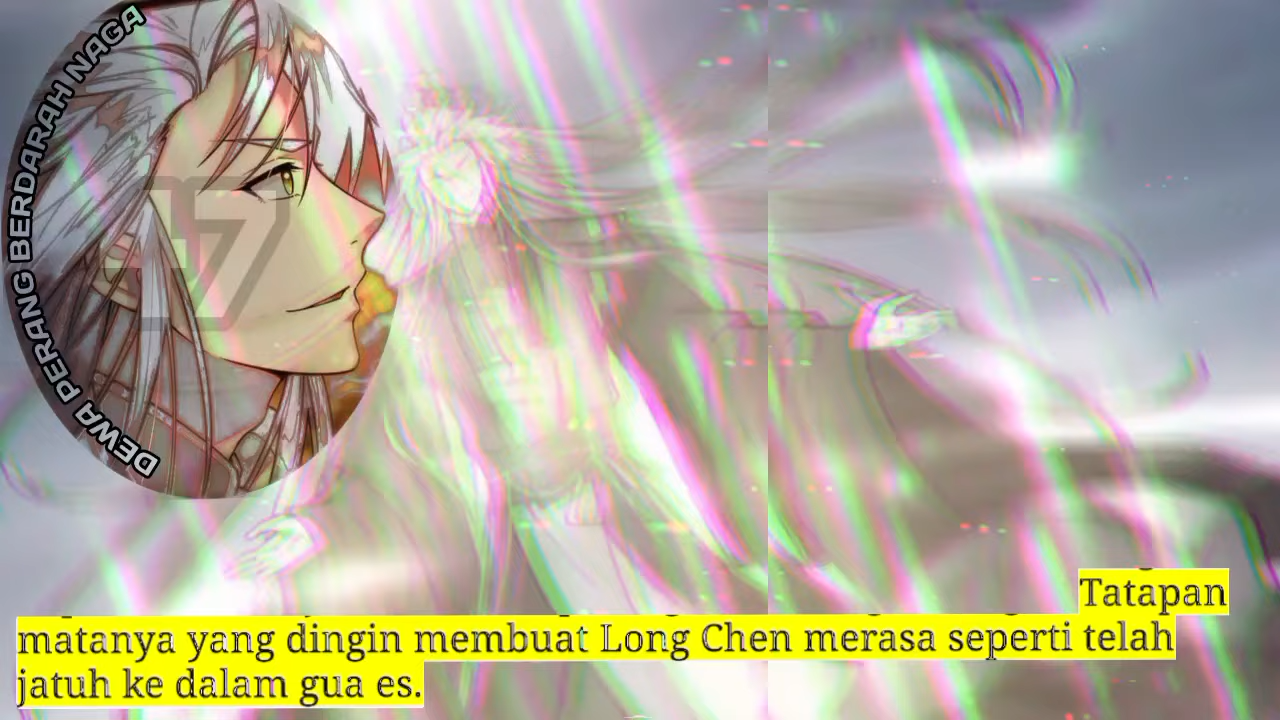 DEWA PERANG BERDARAH NAGA
+7
Tatapan
matanya yang dingin membuat Long Chen merasa seperti telah
jatuh ke dalam gua es.